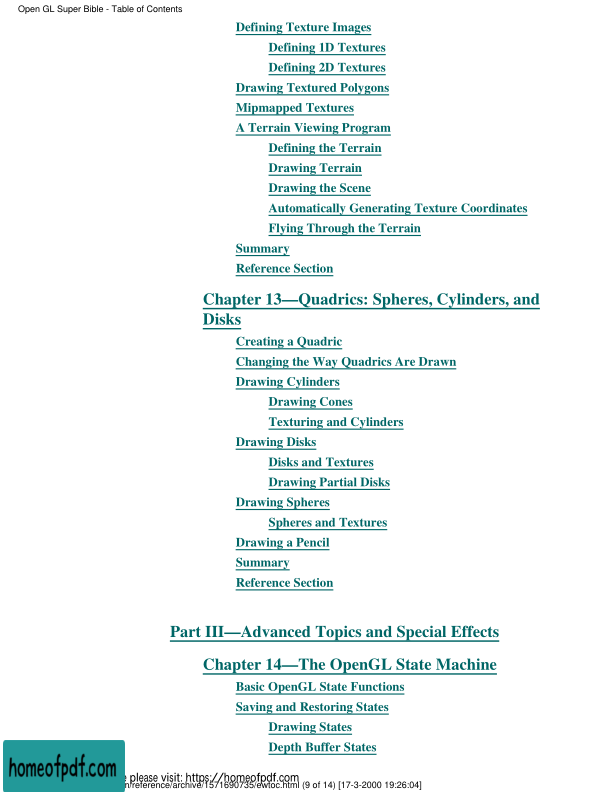 Open GL Super Bible - Table of Contents
Defining Texture Images
Defining 1D Textures
Defining 2D Textures
Drawing Textured Polygons
Mipmapped Textures
A Terrain Viewing Program
Defining the Terrain
Drawing Terrain
Drawing the Scene
Automatically Generating Texture Coordinates
Flying Through the Terrain
Summary
Reference Section
Chapter 13—Quadrics: Spheres, Cylinders, and
Disks
Creating a Quadric
Changing the Way Quadrics Are Drawn
Drawing Cylinders
Drawing Cones
Texturing and Cylinders
Drawing Disks
Disks and Textures
Drawing Partial Disks
Drawing Spheres
Spheres and Textures
Drawing a Pencil
Summary
Reference Section
Part III—Advanced Topics and Special Effects
Chapter 14—The OpenGL State Machine
Basic OpenGL State Functions
Saving and Restoring States
Drawing States
Depth Buffer States
homeofpdf.com
please visit: https://homeofpdf.com
/reference/archive/1571690735/ewtoc.htm (9 of 14) [17-3-2000 19:26:04]